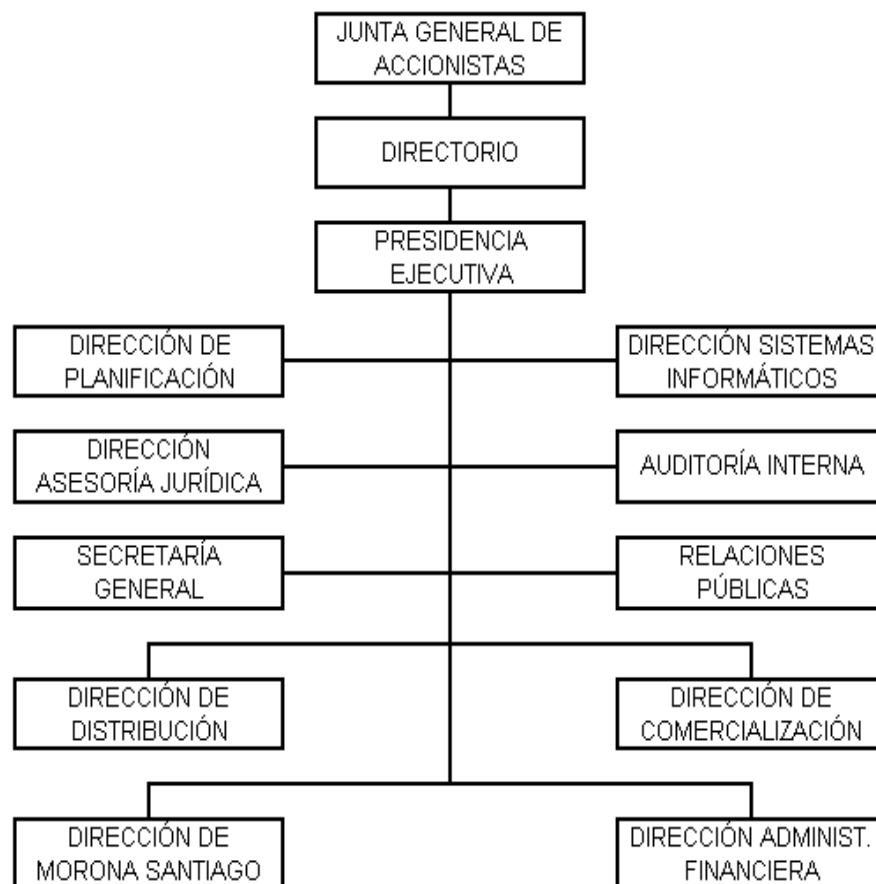 JUNTA GENERAL DE
ACCIONISTAS
DIRECTORIO
PRESIDENCIA
EJECUTIVA
DIRECCIÓN DE
PLANIFICACIÓN
DIRECCIÓN SISTEMAS
INFORMÁTICOS
DIRECCIÓN
ASESORÍA JURÍDICA
AUDITORÍA INTERNA
SECRETARÍA
GENERAL
RELACIONES
PÚBLICAS
DIRECCIÓN DE
DISTRIBUCIÓN
DIRECCIÓN DE
COMERCIALIZACIÓN
DIRECCIÓN DE
MORONA SANTIAGO
DIRECCIÓN ADMINIST.
FINANCIERA